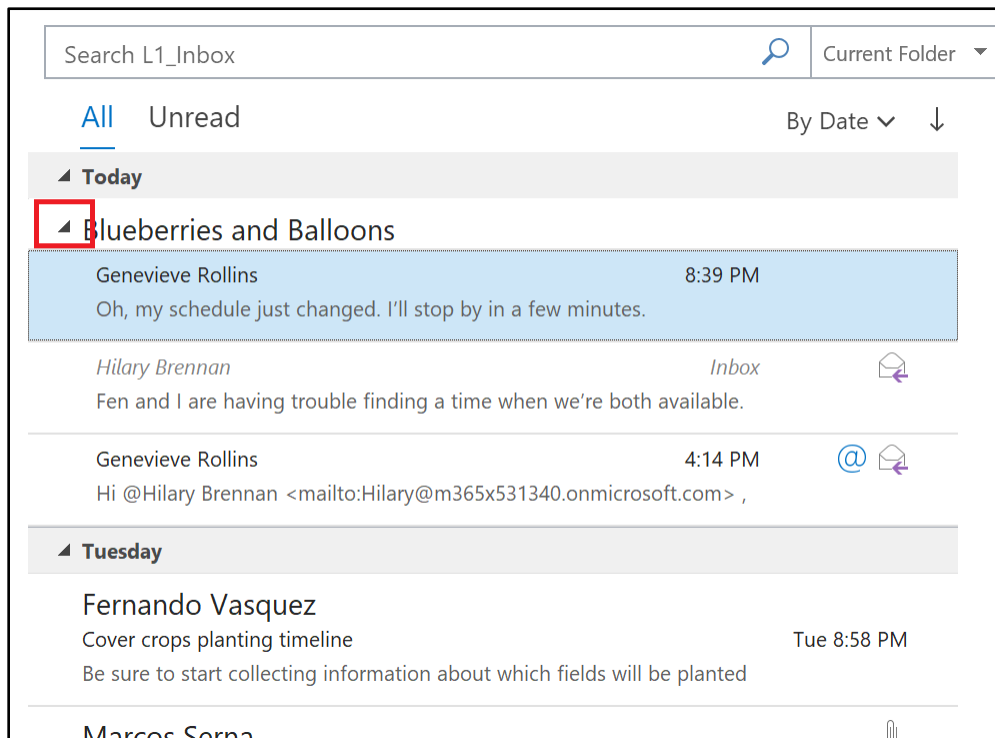 Search L1_Inbox
Current Folder
All Unread
By Date
Today
Blueberries and Balloons
Genevieve Rollins 8:39 PM
Oh, my schedule just changed. I’ll stop by in a few minutes.
Hilary Brennan Inbox
Fen and I are having trouble finding a time when we’re both available.
Genevieve Rollins 4:14 PM
@
Hi @Hilary Brennan <mailto:Hilary@m365x531340.onmicrosoft.com> ,
Tuesday
Fernando Vasquez
Cover crops planting timeline Tue 8:58 PM
Be sure to start collecting information about which fields will be planted
Marcos Serna